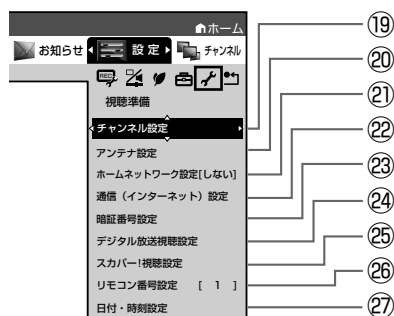 ホーム
お知らせ 設定 チャンネル
REC
視聴準備
チャンネル設定 ⑲
アンテナ設定 ⑳
ホームネットワーク設定[しない] ㉑
通信（インターネット）設定 ㉒
暗証番号設定 ㉓
デジタル放送視聴設定 ㉔
スカパー!視聴設定 ㉕
リモコン番号設定 [ 1 ] ㉖
日付・時刻設定 ㉗